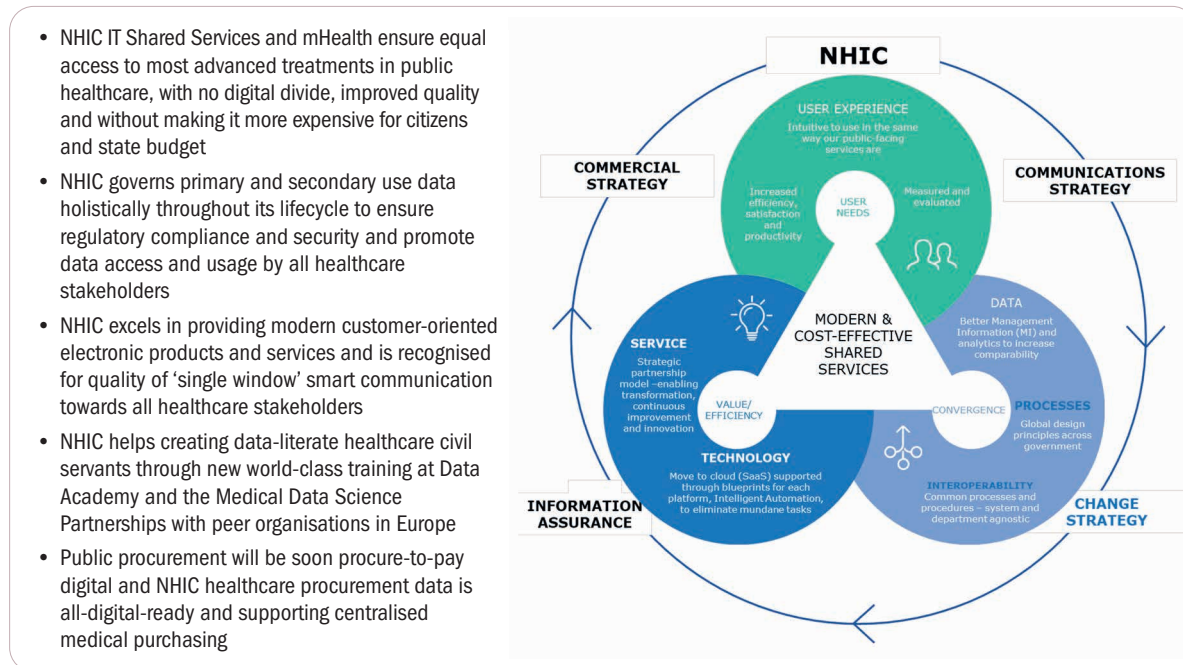 • NHIC IT Shared Services and mHealth ensure equal
access to most advanced treatments in public
healthcare, with no digital divide, improved quality
and without making it more expensive for citizens
and state budget
• NHIC governs primary and secondary use data
holistically throughout its lifecycle to ensure
regulatory compliance and security and promote
data access and usage by all healthcare
stakeholders
• NHIC excels in providing modern customer-oriented
electronic products and services and is recognised
for quality of ‘single window’ smart communication
towards all healthcare stakeholders
• NHIC helps creating data-literate healthcare civil
servants through new world-class training at Data
Academy and the Medical Data Science
Partnerships with peer organisations in Europe
• Public procurement will be soon procure-to-pay
digital and NHIC healthcare procurement data is
all-digital-ready and supporting centralised
medical purchasing
NHIC
USER EXPERIENCE
Intuitive to use in the same
way our public-facing
services are
COMMERCIAL
STRATEGY
COMMUNICATIONS
STRATEGY
Increased
efficiency,
satisfaction
and
productivity
USER
NEEDS
Measured and
evaluated
MODERN &
COST-EFFECTIVE
SHARED
SERVICES
DATA
Better Management
Information (MI) and
analytics to increase
comparability
SERVICE
Strategic
partnership
model –enabling
transformation,
continuous
improvement
and innovation
VALUE/
EFFICIENCY
CONVERGENCE
PROCESSES
Global design
principles across
government
TECHNOLOGY
Move to cloud (SaaS) supported
through blueprints for each
platform, Intelligent Automation,
to eliminate mundane tasks
INTEROPERABILITY
Common processes and
procedures – system and
department agnostic
INFORMATION
ASSURANCE
CHANGE
STRATEGY